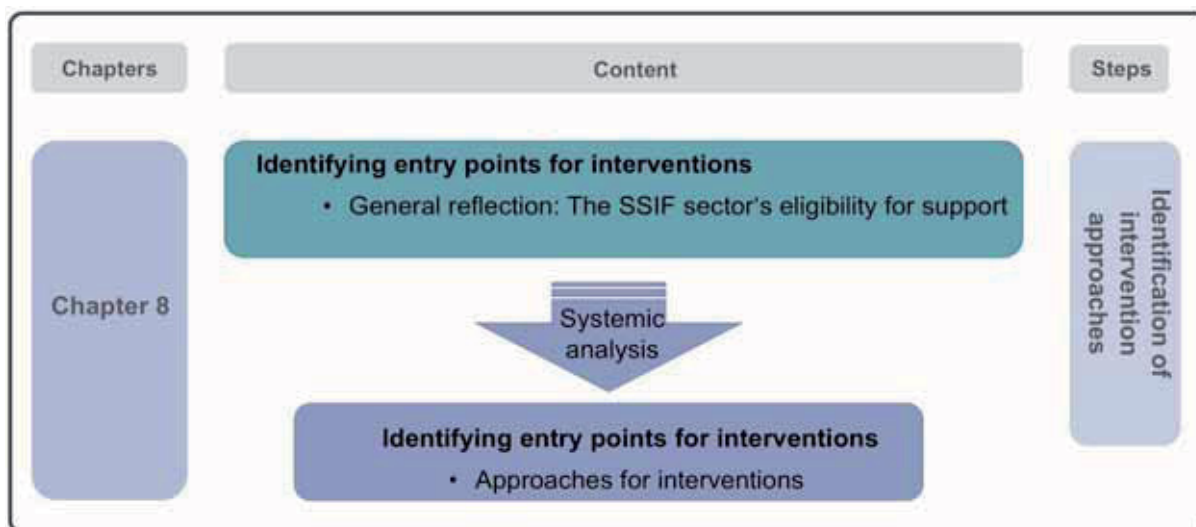 Chapters
Content
Steps
Chapter 8
Identifying entry points for interventions
• General reflection: The SSIF sector's eligibility for support
Systemic
analysis
Identifying entry points for interventions
• Approaches for interventions
Identification of
intervention
approaches